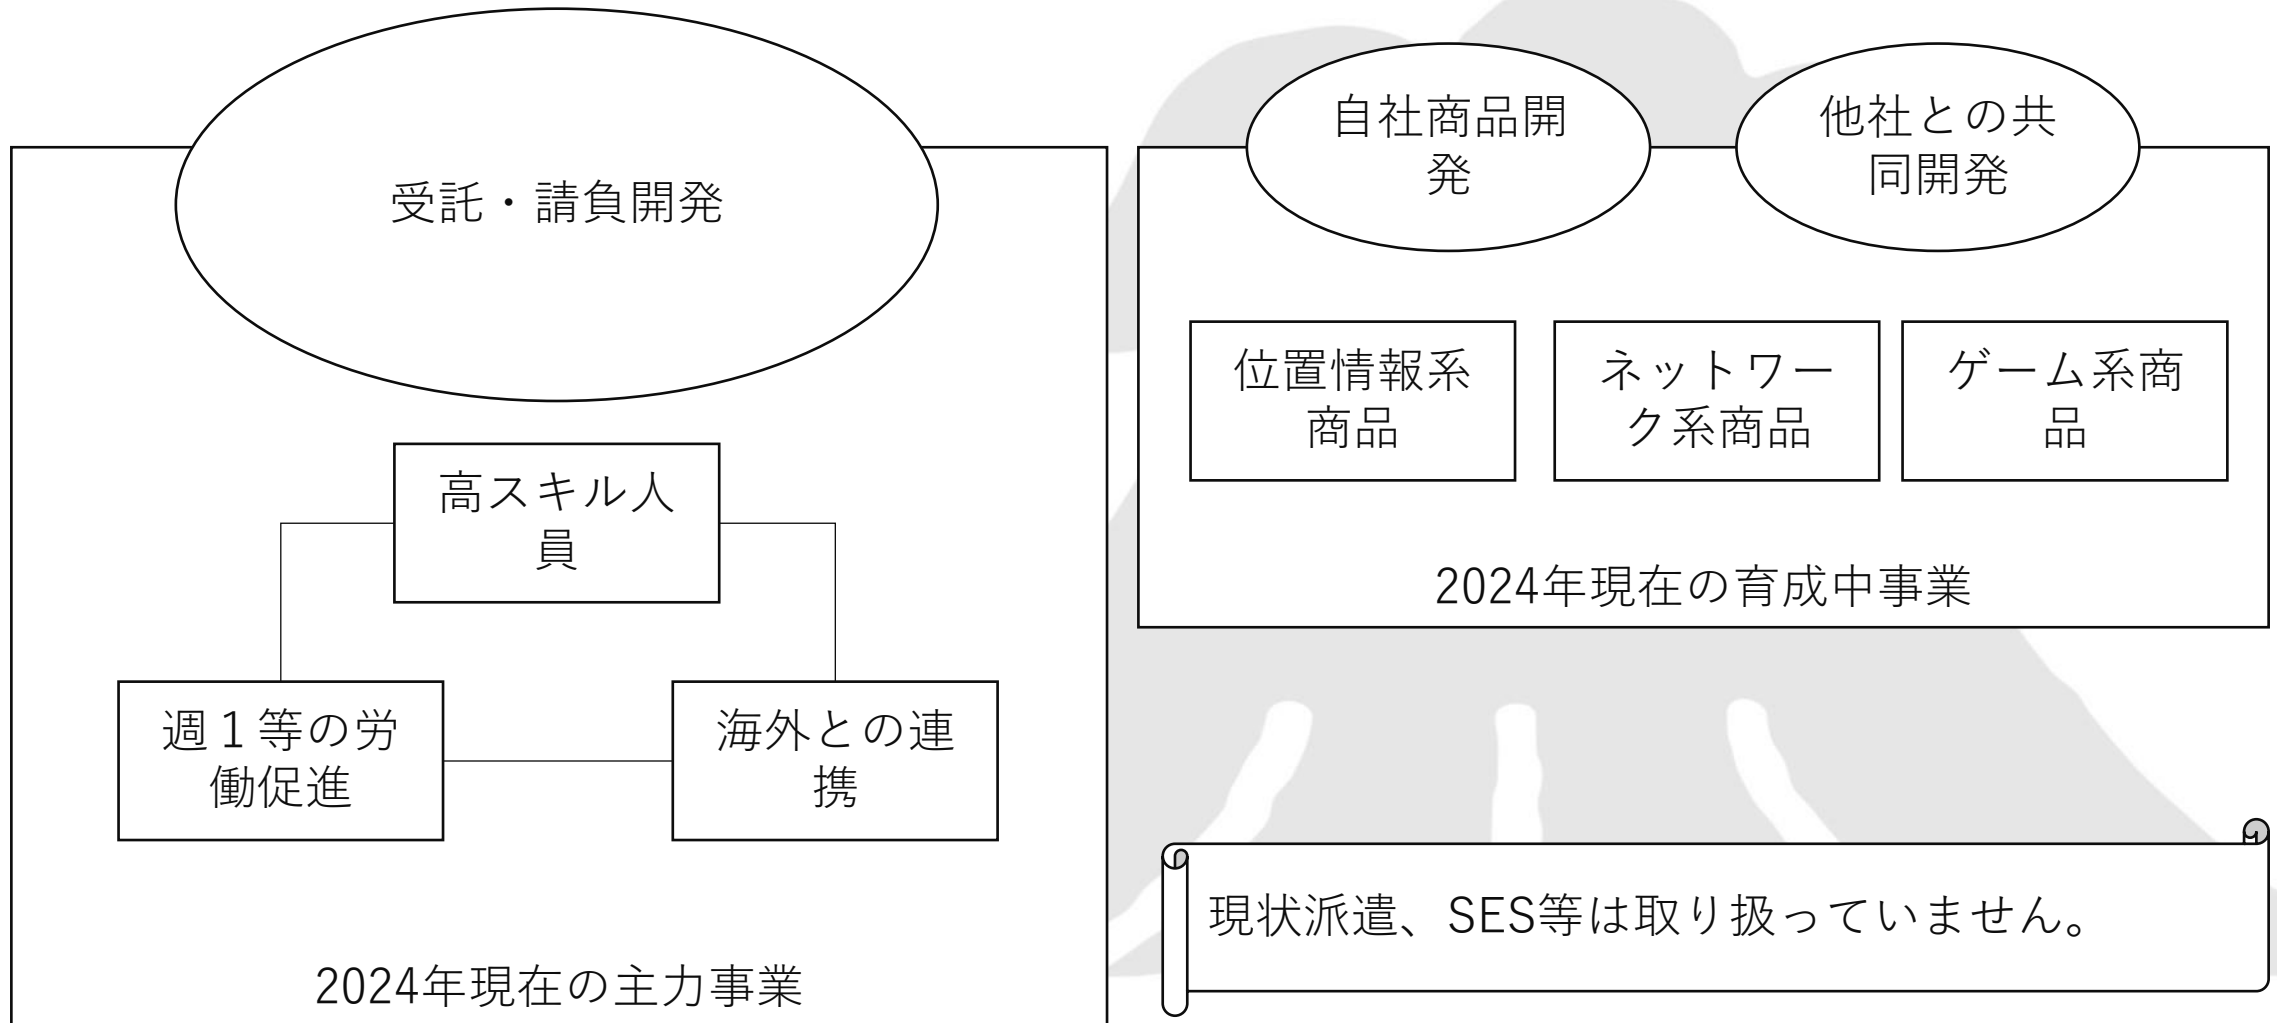 受託・請負開発
高スキル人
員
週１等の労
働促進
海外との連
携
2024年現在の主力事業
自社商品開
発
他社との共
同開発
位置情報系
商品
ネットワー
ク系商品
ゲーム系商
品
2024年現在の育成中事業
現状派遣、SES等は取り扱っていません。